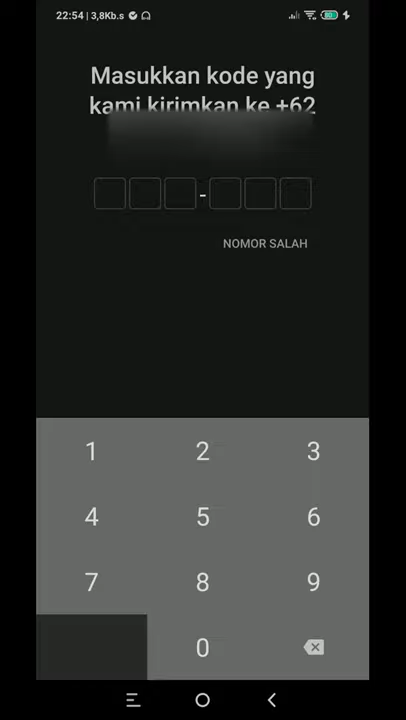 22:54 | 3,8Kb.s
80
Masukkan kode yang
kami kirimkan ke +62
-
NOMOR SALAH
1 2 3
4 5 6
7 8 9
0